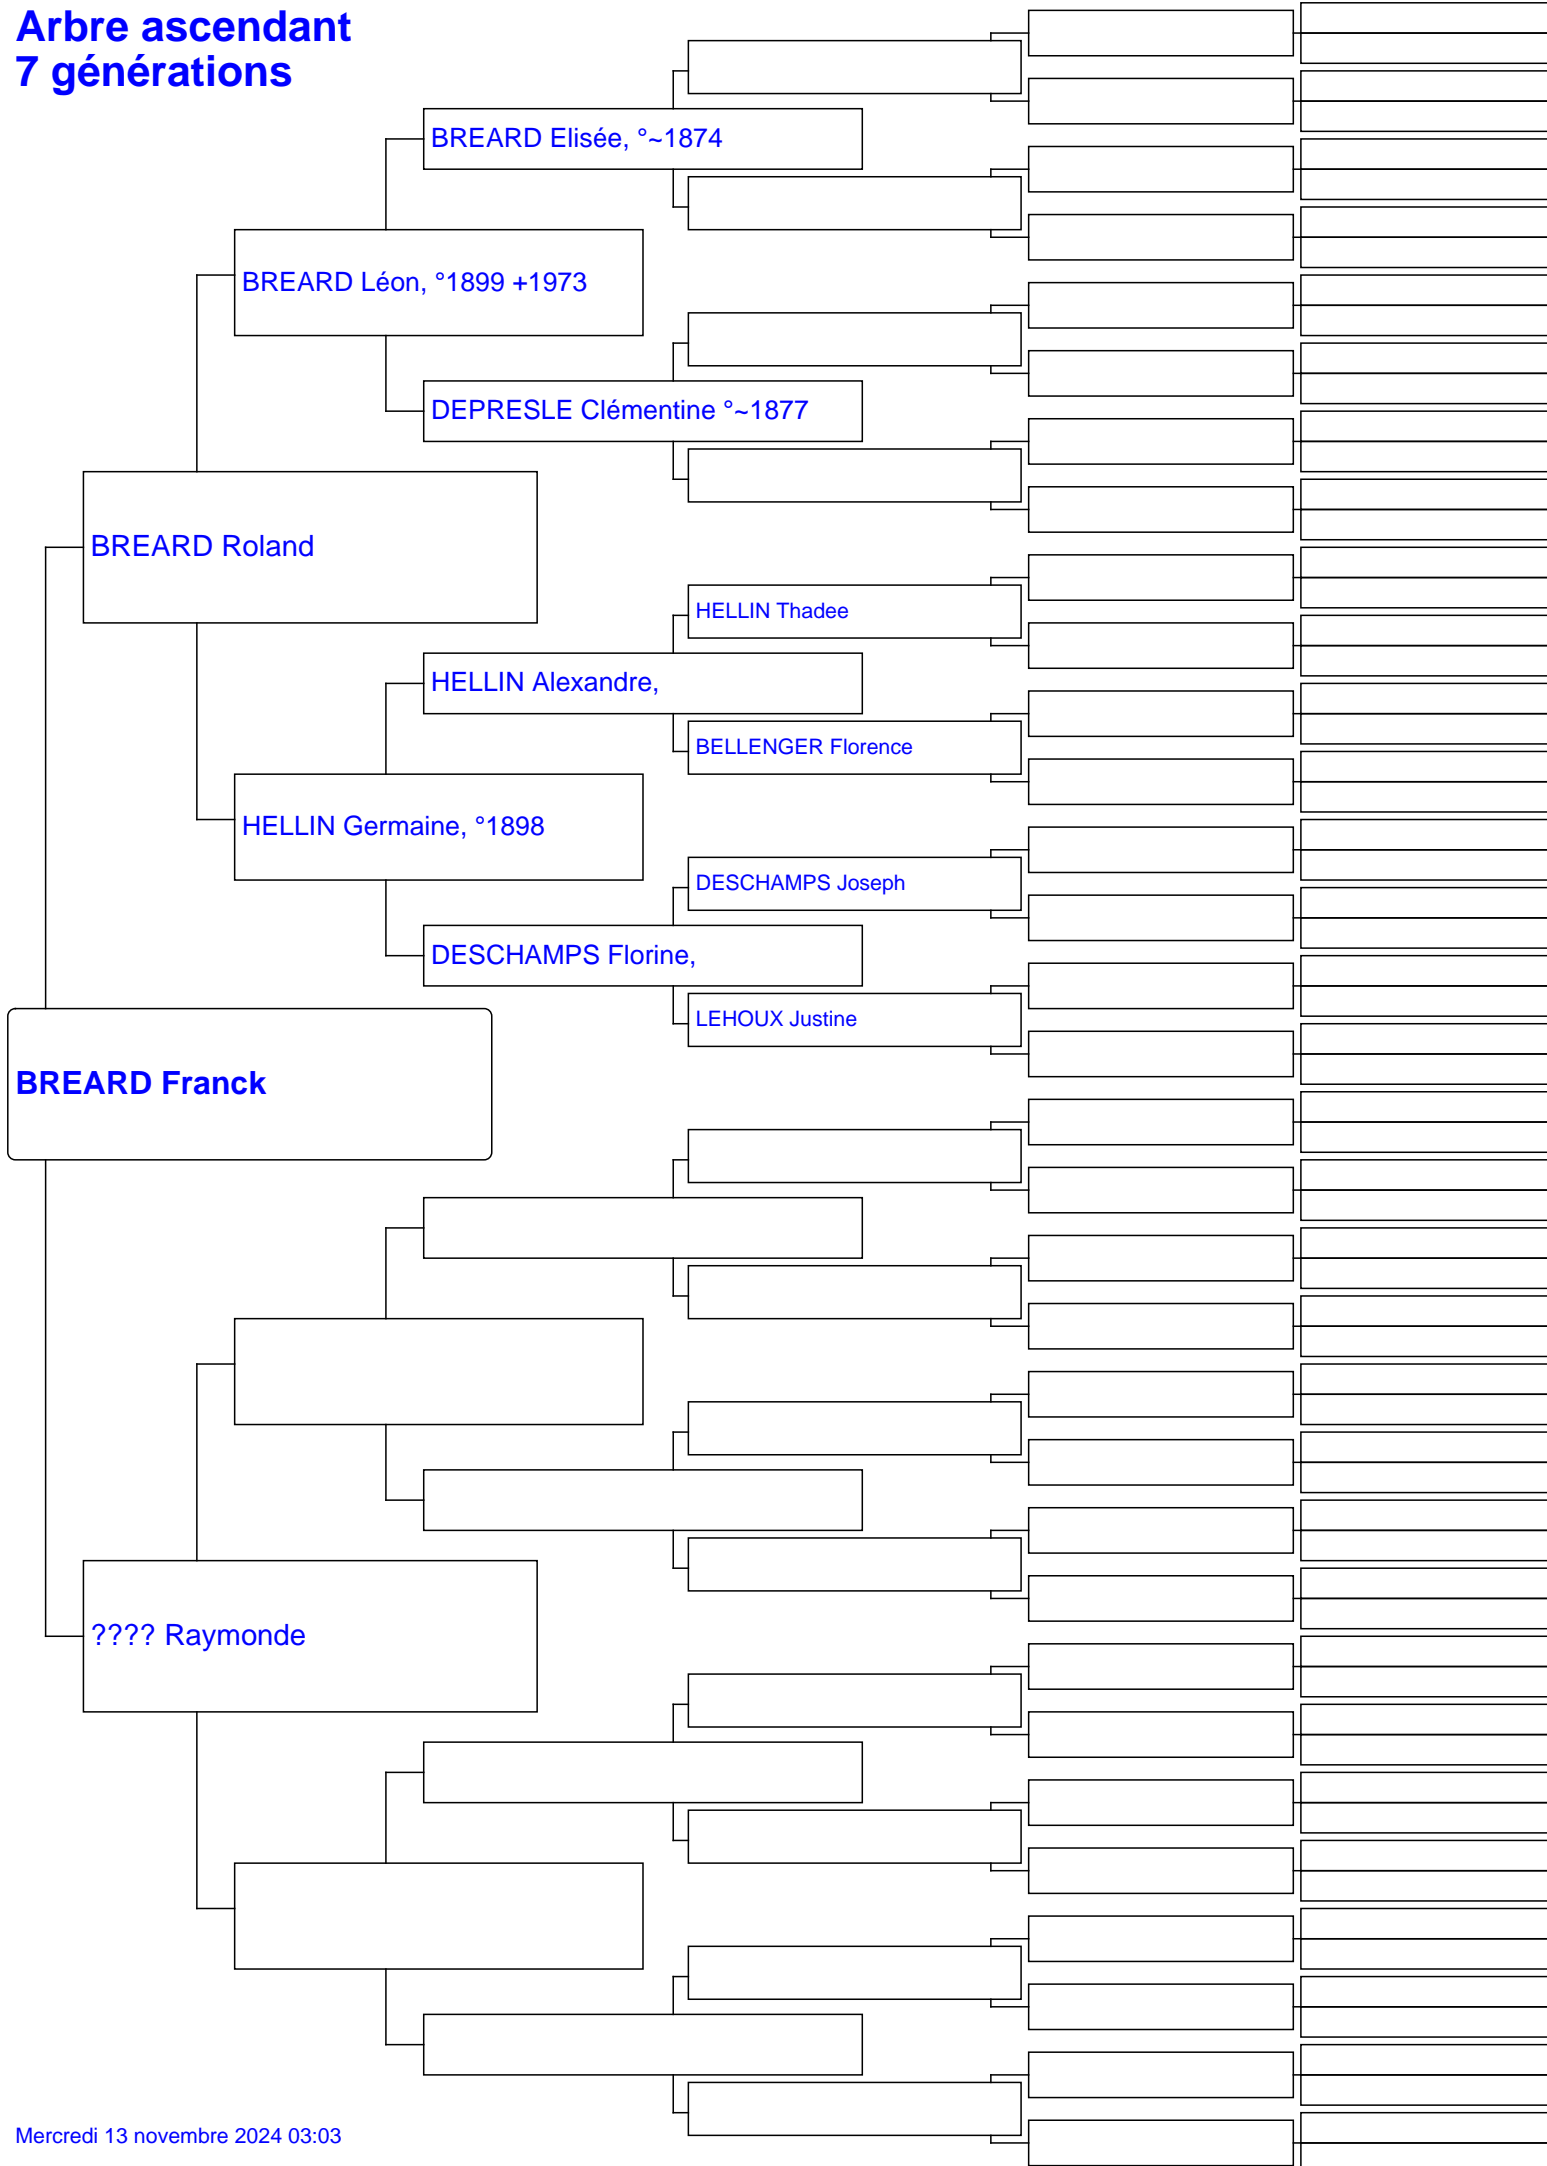 Arbre ascendant
7 générations
BREARD Elisée, °~1874
BREARD Léon, °1899 +1973
DEPRESLE Clémentine °~1877
BREARD Roland
HELLIN Thadee
HELLIN Alexandre,
BELLENGER Florence
HELLIN Germaine, °1898
DESCHAMPS Joseph
DESCHAMPS Florine,
LEHOUX Justine
BREARD Franck
???? Raymonde
Mercredi 13 novembre 2024 03:03